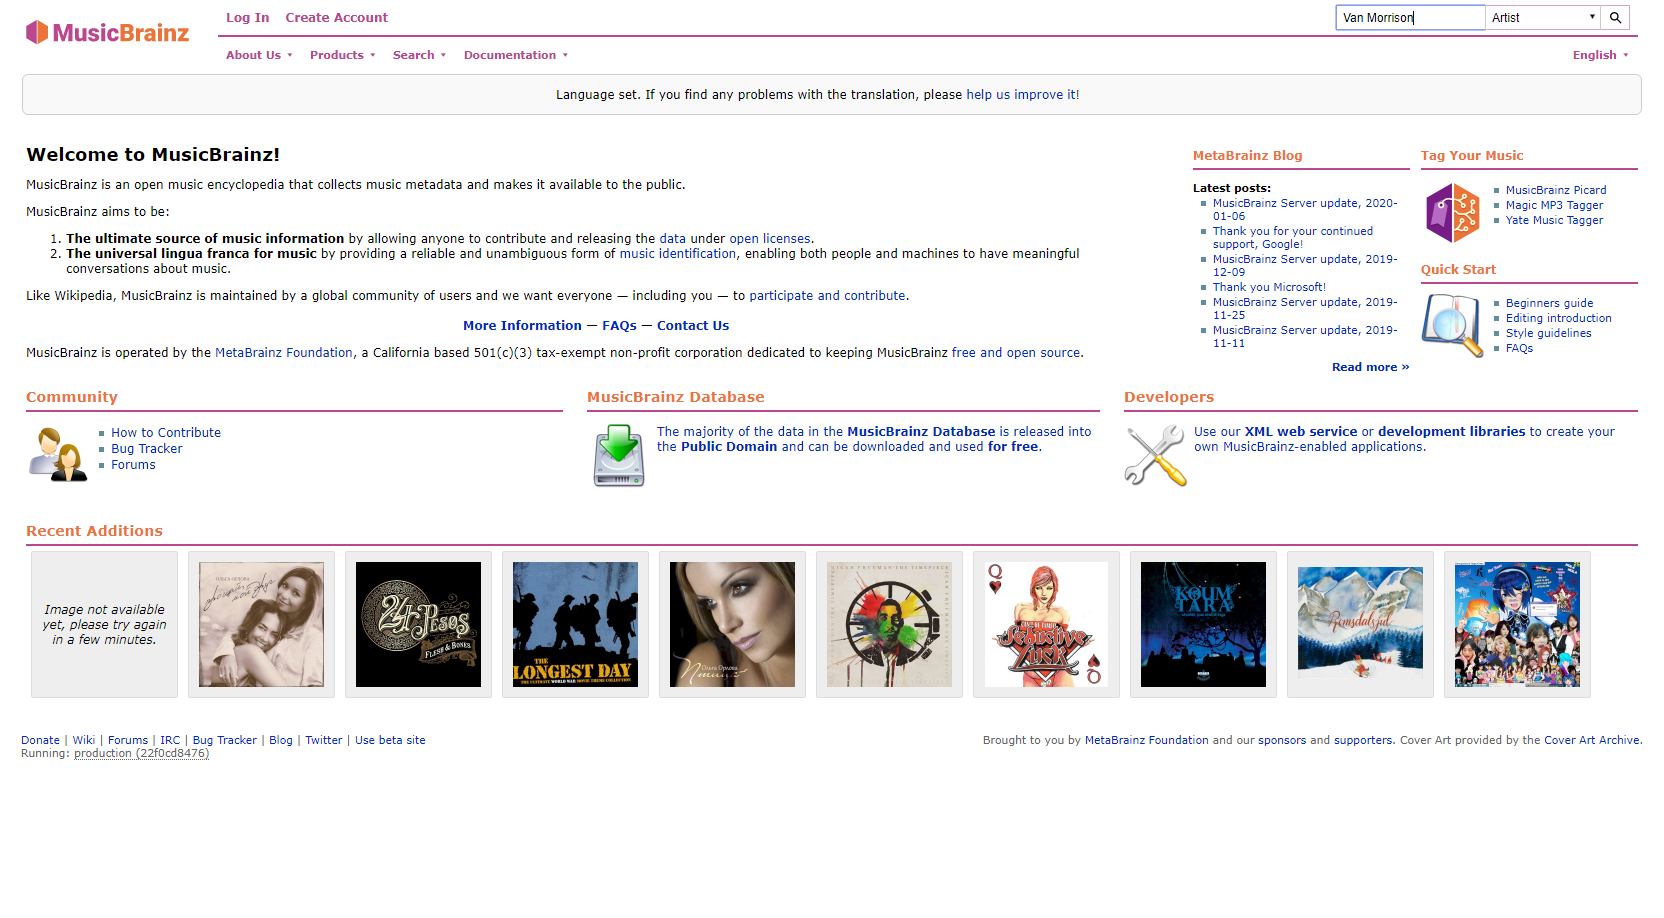 MusicBrainz
Log In Create Account
Van Morrison Artist
About Us Products Search Documentation
English
Language set. If you find any problems with the translation, please help us improve it!
Welcome to MusicBrainz!
MusicBrainz is an open music encyclopedia that collects music metadata and makes it available to the public.
MusicBrainz aims to be:
1. The ultimate source of music information by allowing anyone to contribute and releasing the data under open licenses.
2. The universal lingua franca for music by providing a reliable and unambiguous form of music identification, enabling both people and machines to have meaningful
conversations about music.
Like Wikipedia, MusicBrainz is maintained by a global community of users and we want everyone — including you — to participate and contribute.
More Information — FAQs — Contact Us
MusicBrainz is operated by the MetaBrainz Foundation, a California based 501(c)(3) tax-exempt non-profit corporation dedicated to keeping MusicBrainz free and open source.
MetaBrainz Blog
Latest posts:
MusicBrainz Server update, 2020-
01-06
Thank you for your continued
support, Google!
MusicBrainz Server update, 2019-
12-09
Thank you Microsoft!
MusicBrainz Server update, 2019-
11-25
MusicBrainz Server update, 2019-
11-11
Read more »
Tag Your Music
MusicBrainz Picard
Magic MP3 Tagger
Yate Music Tagger
Quick Start
Beginners guide
Editing introduction
Style guidelines
FAQs
Community
How to Contribute
Bug Tracker
Forums
MusicBrainz Database
The majority of the data in the MusicBrainz Database is released into
the Public Domain and can be downloaded and used for free.
Developers
Use our XML web service or development libraries to create your
own MusicBrainz-enabled applications.
Recent Additions
Image not available
yet, please try again
in a few minutes.
24 Pesos
Flesh & Bones
THE
LONGEST DAY
THE ULTIMATE WORLD WAR MOVIE THEME COLLECTION
Q
Seductive
Lusk
Q
KOUM
TARA
Romsdalsjul
Donate | Wiki | Forums | IRC | Bug Tracker | Blog | Twitter | Use beta site
Running: production (22f0cd8476)
Brought to you by MetaBrainz Foundation and our sponsors and supporters. Cover Art provided by the Cover Art Archive.